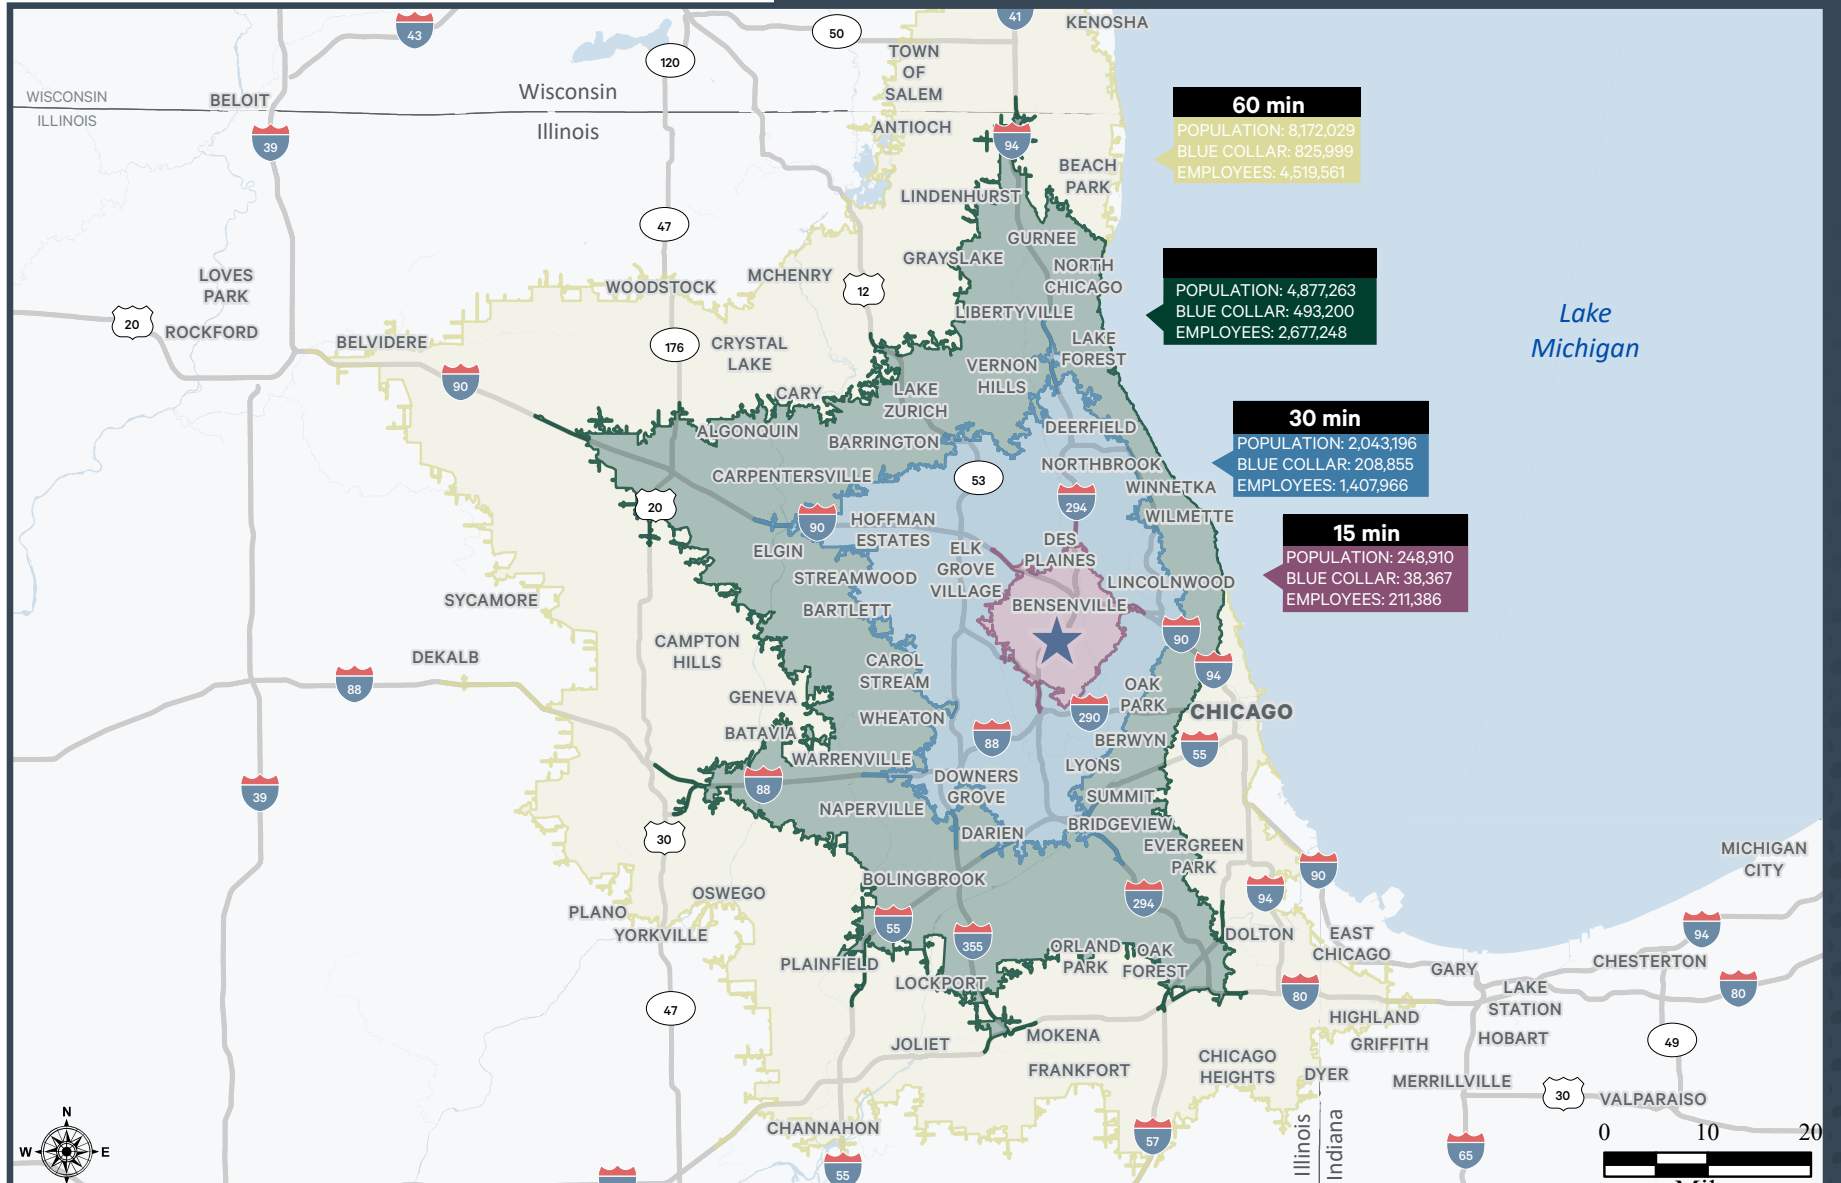 43
41
KENOSHA
50
TOWN
OF
SALEM
120
Wisconsin
WISCONSIN
BELOIT
ILLINOIS
Illinois
ANTIOCH
39
94
60 min
POPULATION: 8,172,029
BLUE COLLAR: 825,999
EMPLOYEES: 4,519,561
BEACH
PARK
LINDENHURST
47
GURNEE
GRAYSLAKE
NORTH
CHICAGO
LOVES
PARK
MCHENRY
WOODSTOCK
12
POPULATION: 4,877,263
BLUE COLLAR: 493,200
EMPLOYEES: 2,677,248
Lake
Michigan
LIBERTYVILLE
20
ROCKFORD
BELVIDERE
176
CRYSTAL
LAKE
LAKE
FOREST
VERNON
HILLS
90
CARY
LAKE
ZURICH
30 min
POPULATION: 2,043,196
BLUE COLLAR: 208,855
EMPLOYEES: 1,407,966
ALGONQUIN
BARRINGTON
DEERFIELD
CARPENTERSVILLE
53
NORTHBROOK
WINNETKA
20
294
WILMETTE
90
HOFFMAN
ESTATES
15 min
POPULATION: 248,910
BLUE COLLAR: 38,367
EMPLOYEES: 211,386
ELGIN
ELK
GROVE
VILLAGE
DES
PLAINES
STREAMWOOD
LINCOLNWOOD
SYCAMORE
BARTLETT
BENSENVILLE
90
CAMPTON
HILLS
DEKALB
CAROL
STREAM
94
88
GENEVA
OAK
PARK
CHICAGO
WHEATON
290
BATAVIA
88
BERWYN
55
WARRENVILLE
LYONS
DOWNERS
GROVE
88
39
SUMMIT
NAPERVILLE
BRIDGEVIEW
30
DARIEN
EVERGREEN
PARK
MICHIGAN
CITY
90
BOLINGBROOK
OSWEGO
294
94
PLANO
55
94
YORKVILLE
355
DOLTON
EAST
CHICAGO
ORLAND
PARK
OAK
FOREST
PLAINFIELD
CHESTERTON
GARY
LOCKPORT
80
80
LAKE
STATION
47
HIGHLAND
MOKENA
JOLIET
GRIFFITH
HOBART
49
CHICAGO
HEIGHTS
FRANKFORT
DYER
MERRILLVILLE
30
VALPARAISO
N
W
E
CHANNAHON
57
Illinois
Indiana
0
10
20
65
55